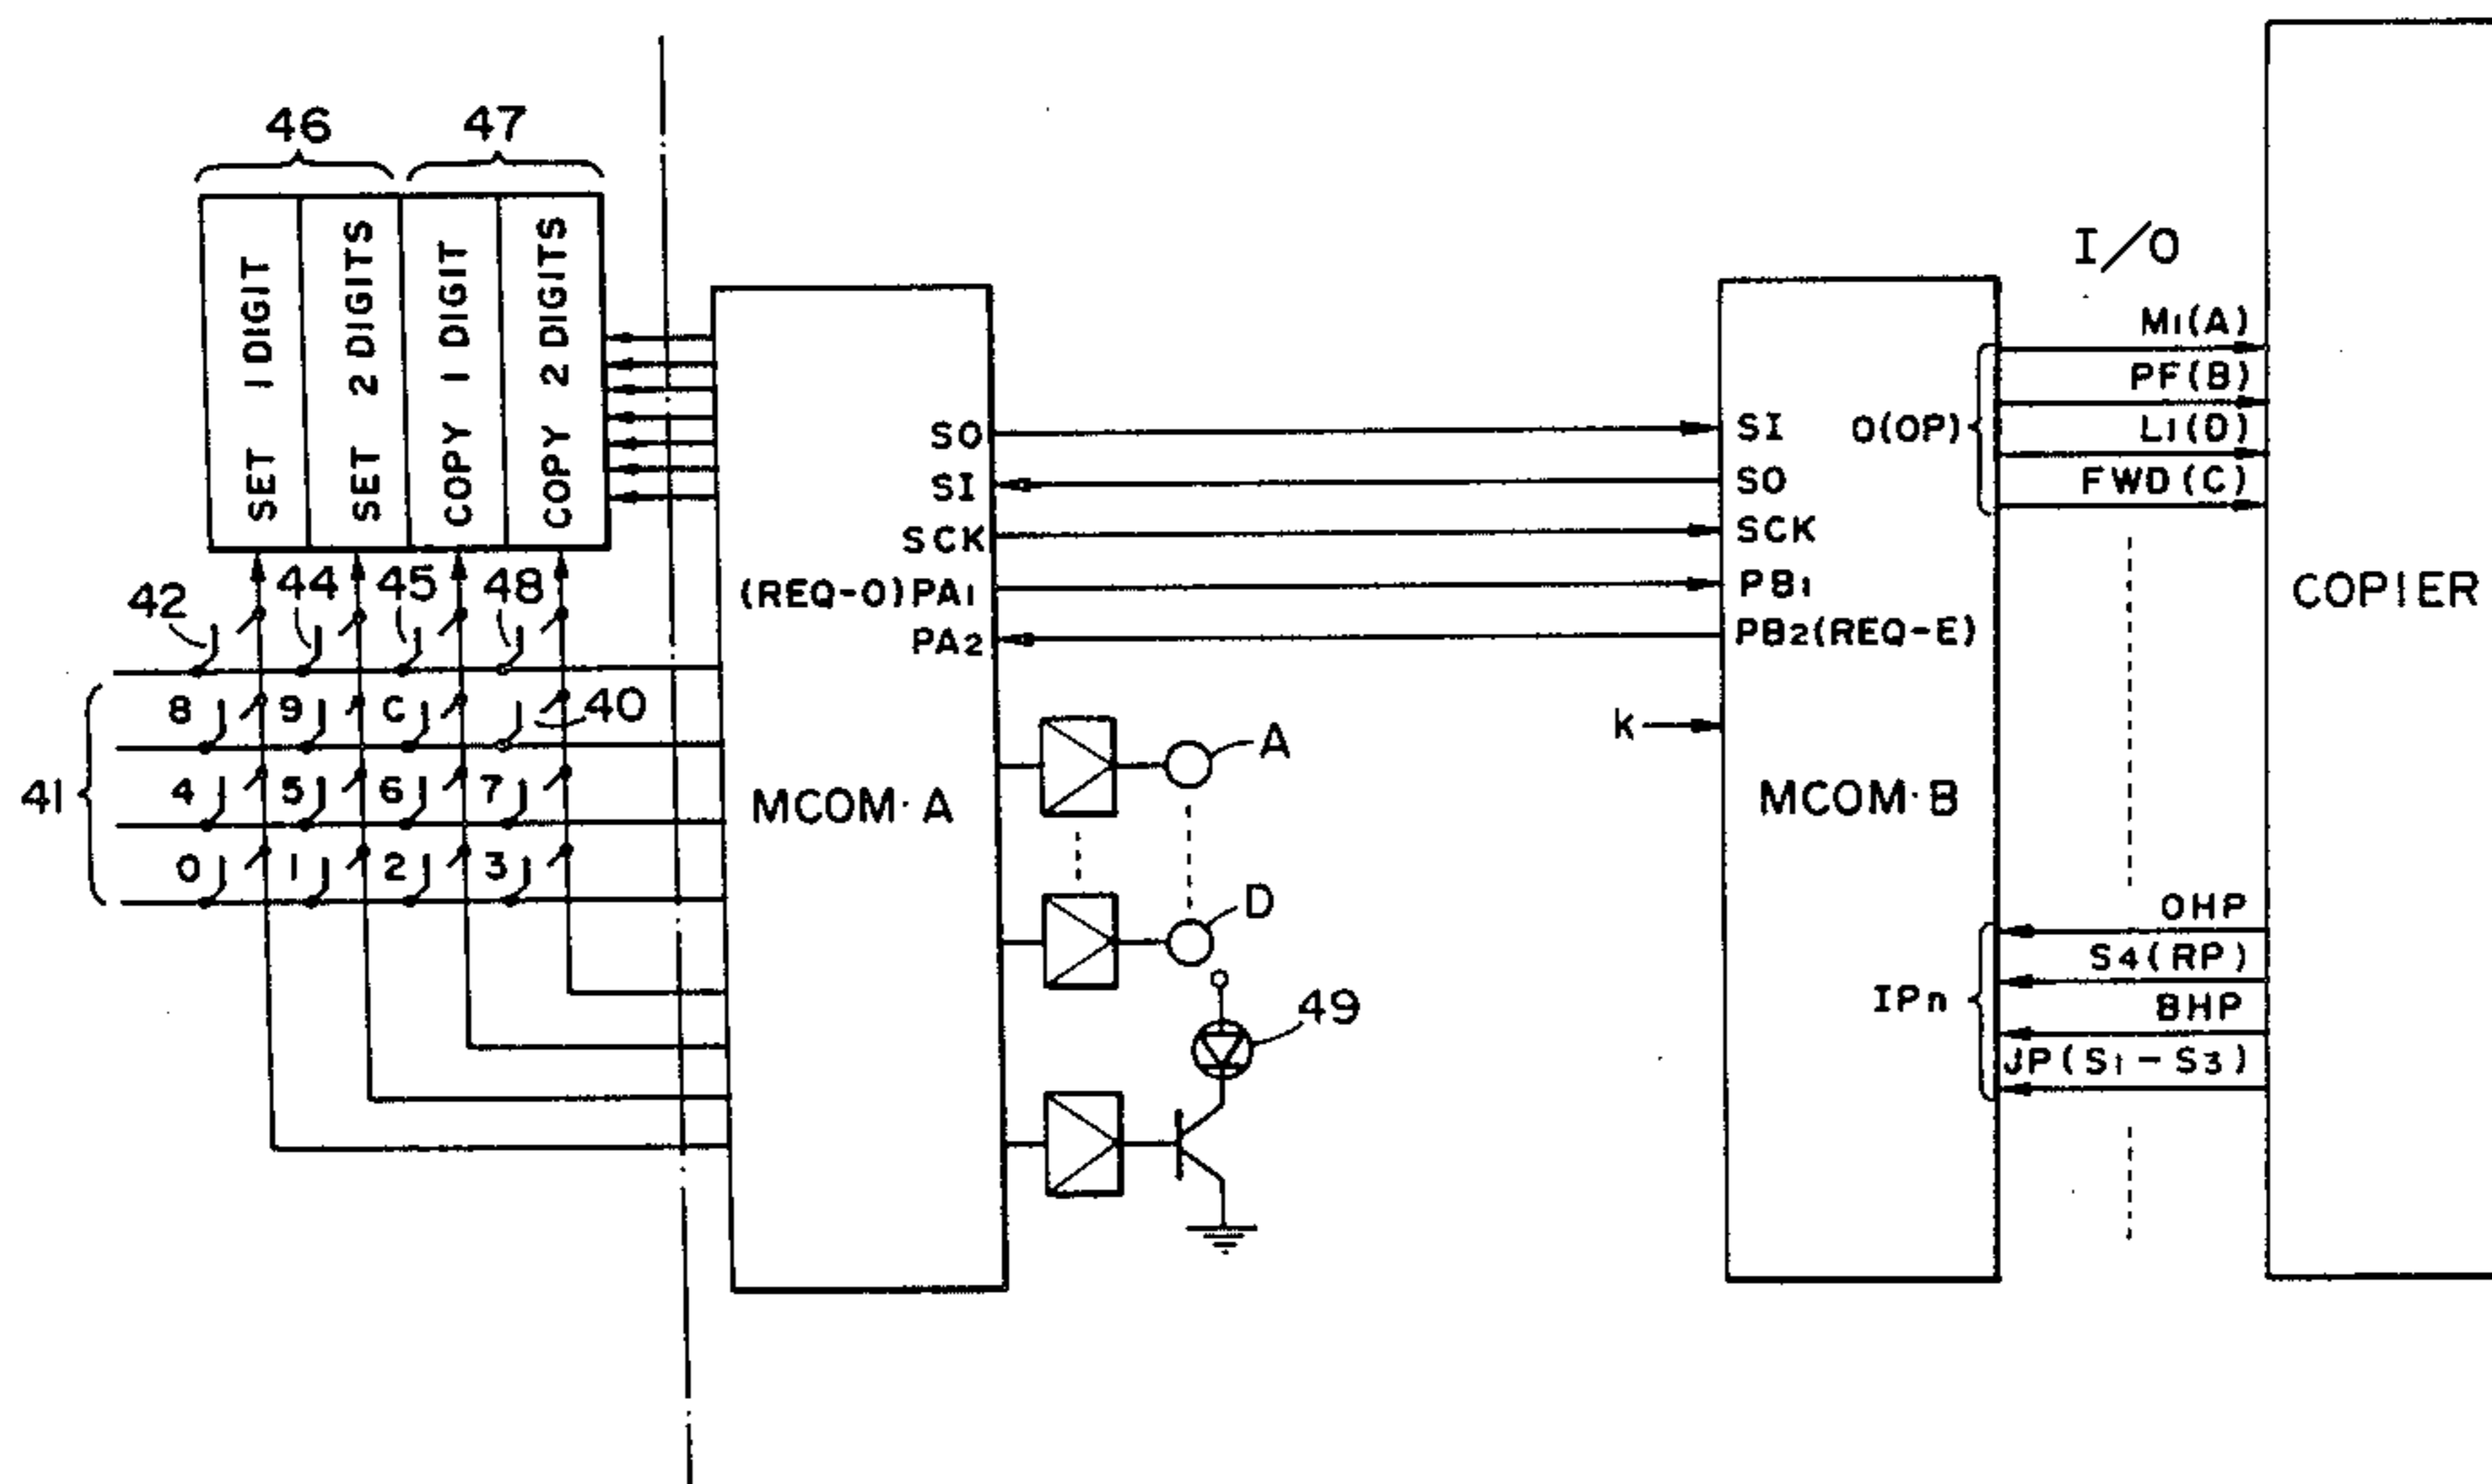 46 47
SET 1 DIGIT
SET 2 DIGITS
COPY 1 DIGIT
COPY 2 DIGITS
42 44 45 48
8 9 C 40
41
4 5 6 7
0 1 2 3
SO
SI
SCK
(REQ-O)PA1
PA2
MCOM·A
A
D
49
SI
SO
SCK
PB1
PB2(REQ-E)
K
MCOM·B
O(OP)
IPn
I/O
M1(A)
PF(B)
L1(D)
FWD(C)
OHP
S4(RP)
BHP
JP(S1-S3)
COPIER